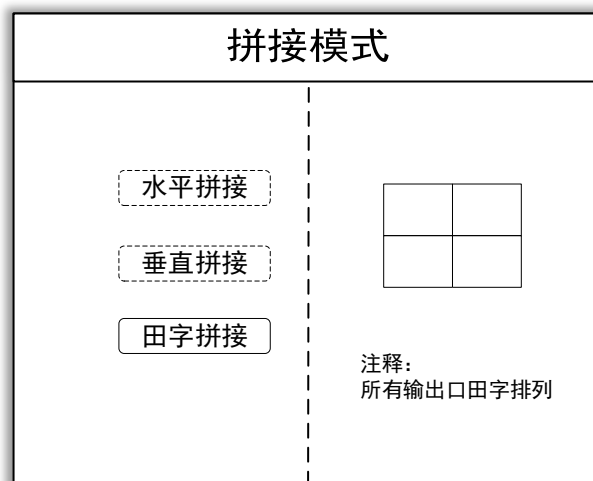 拼接模式
水平拼接
垂直拼接
田字拼接
注释：
所有输出口田字排列